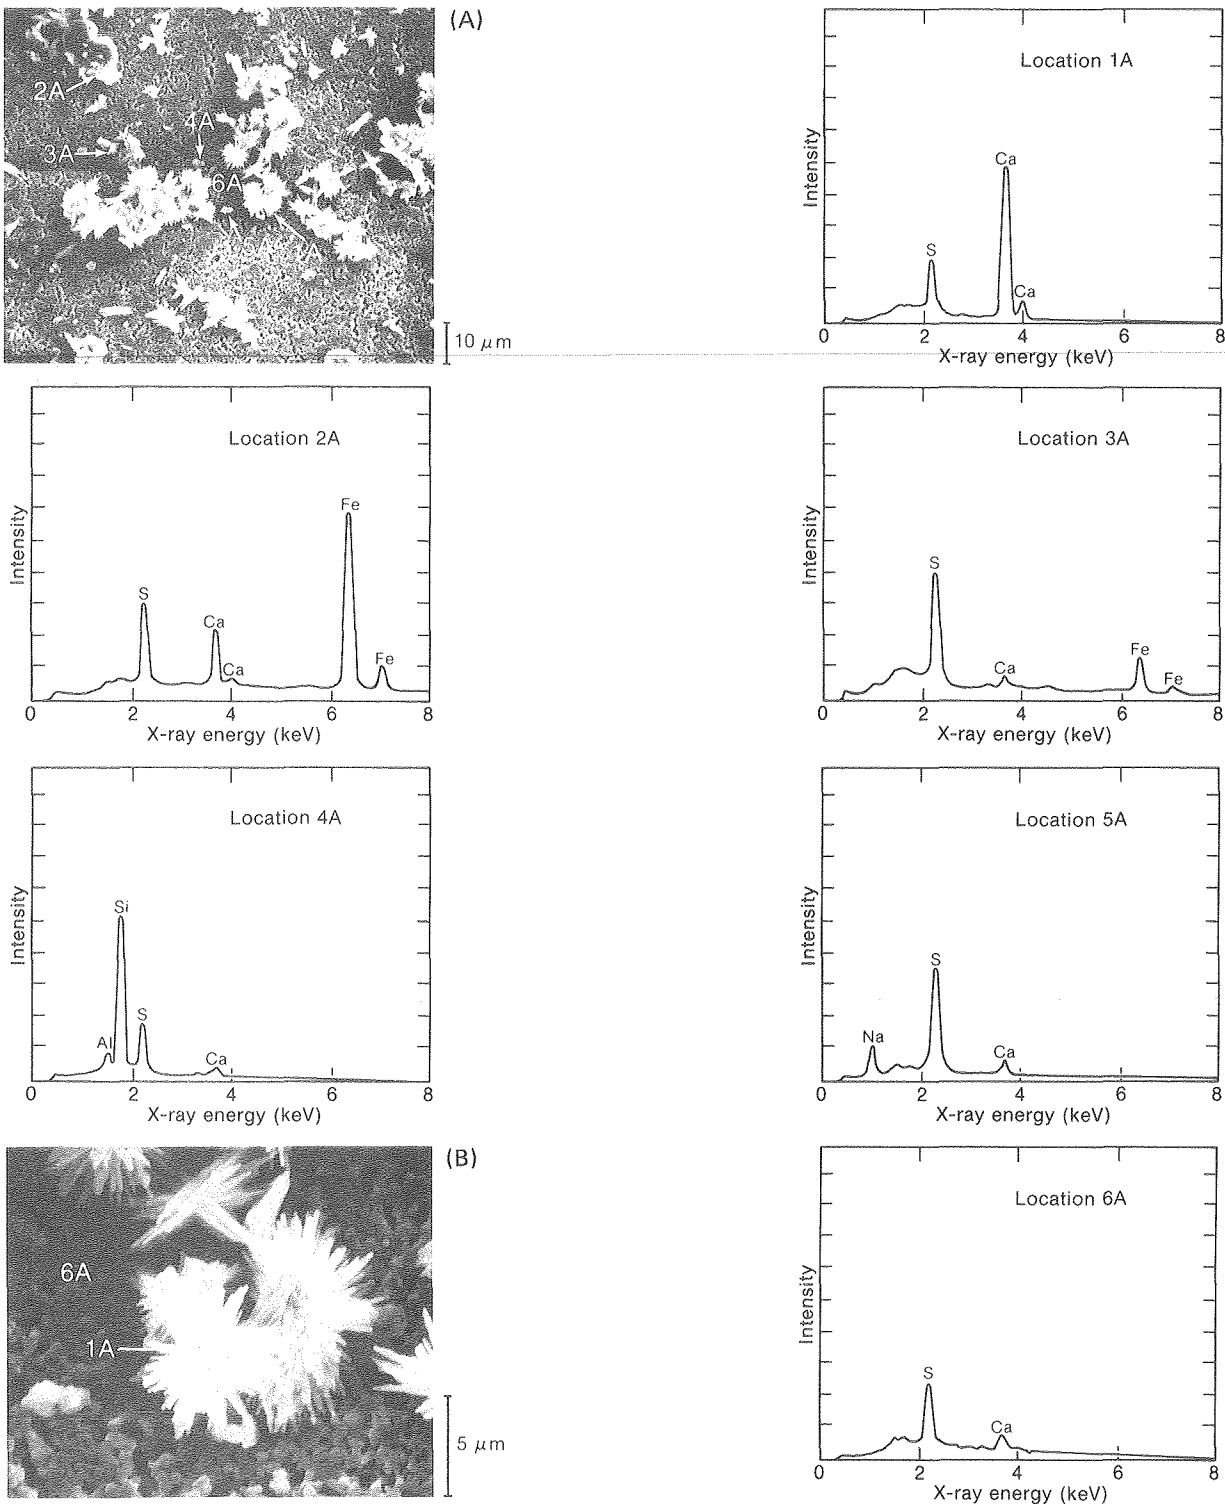 (A)
2A
4A
3A
6A
5A
1A
10 μm
Location 1A
Intensity
Ca
S
Ca
0 2 4 6 8
X-ray energy (keV)
Location 2A
Intensity
Fe
S
Ca
Ca
Fe
0 2 4 6 8
X-ray energy (keV)
Location 3A
Intensity
S
Ca
Fe
Fe
0 2 4 6 8
X-ray energy (keV)
Location 4A
Intensity
Si
S
Al
Ca
0 2 4 6 8
X-ray energy (keV)
Location 5A
Intensity
S
Na
Ca
0 2 4 6 8
X-ray energy (keV)
(B)
6A
1A
5 μm
Location 6A
Intensity
S
Ca
0 2 4 6 8
X-ray energy (keV)